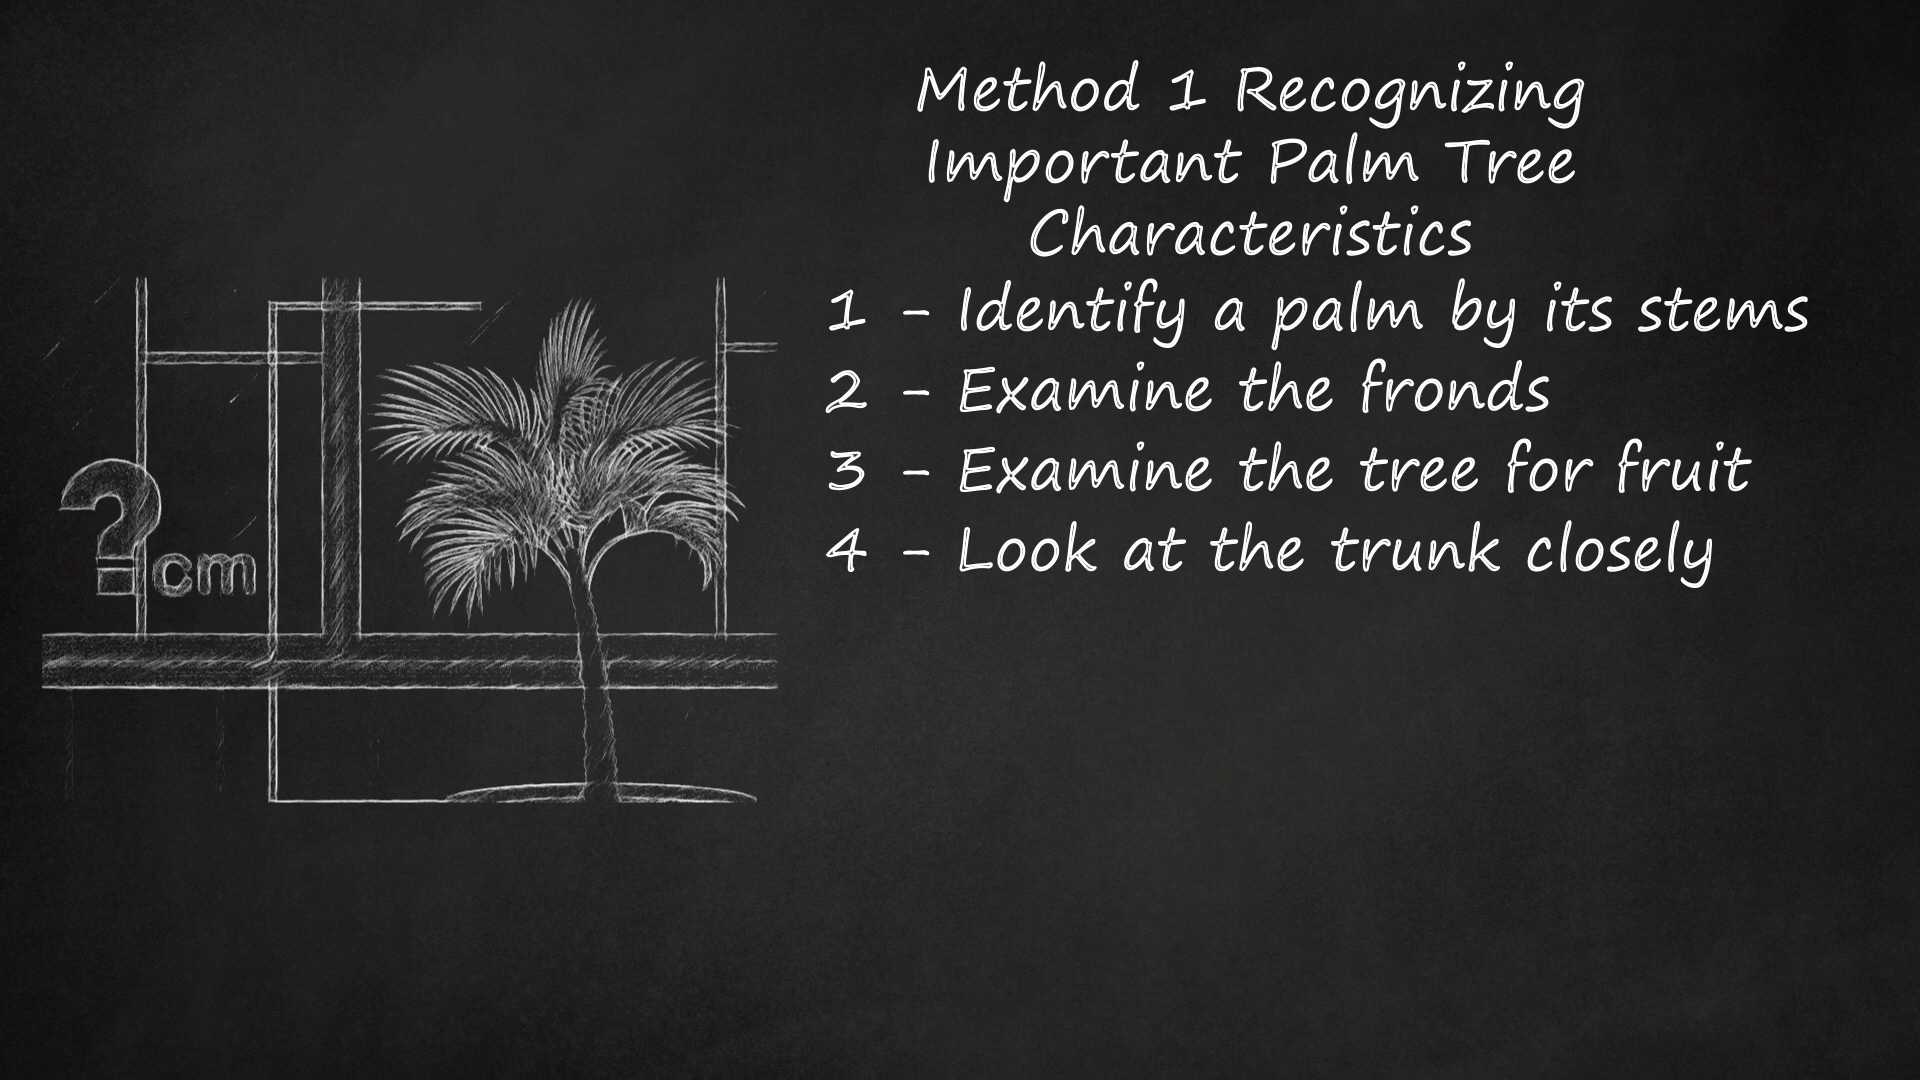 Method 1 Recognizing
Important Palm Tree
Characteristics
1 - Identify a palm by its stems
2 - Examine the fronds
3 - Examine the tree for fruit
4 - Look at the trunk closely
?cm